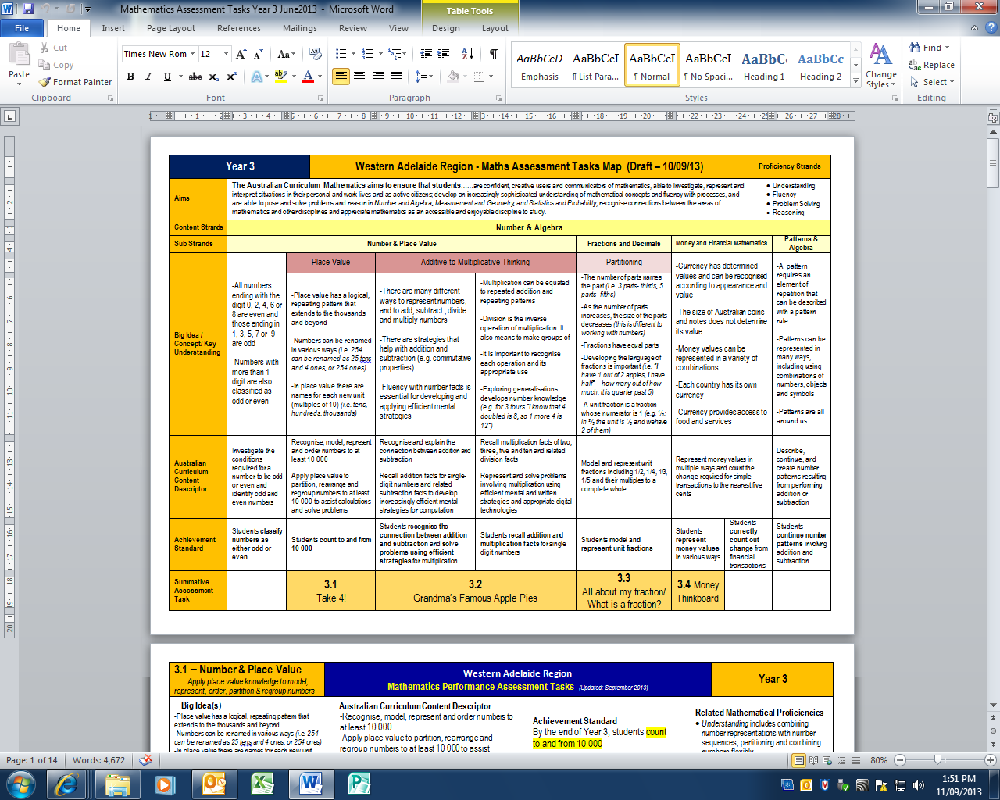 Mathematics Assessment Tasks Year 3 June2013 - Microsoft Word
Table Tools
File
Home
Insert
Page Layout
References
Mailings
Review
View
Design
Layout
Paste
Cut
Copy
Format Painter
Clipboard
Times New Rom
12
Font
Paragraph
AaBbCcD
Emphasis
AaBbCcI
¶ List Para...
AaBbCcI
¶ Normal
AaBbCcI
¶ No Spaci...
AaBbCc
Heading 1
AaBbCc
Heading 2
Change
Styles
Styles
Find
Replace
Select
Editing
Year 3
Western Adelaide Region - Maths Assessment Tasks Map (Draft – 10/09/13)
Proficiency Strands
Aims
The Australian Curriculum Mathematics aims to ensure that students......are confident, creative users and communicators of mathematics, able to investigate, represent and
interpret situations in their personal and work lives and as active citizens; develop an increasingly sophisticated understanding of mathematical concepts and fluency with processes, and
are able to pose and solve problems and reason in Number and Algebra, Measurement and Geometry, and Statistics and Probability; recognise connections between the areas of
mathematics and other disciplines and appreciate mathematics as an accessible and enjoyable discipline to study.
• Understanding
• Fluency
• Problem Solving
• Reasoning
Content Strands
Number & Algebra
Sub Strands
Number & Place Value
Fractions and Decimals
Money and Financial Mathematics
Patterns &
Algebra
Big Idea /
Concept/ Key
Understanding
-All numbers
ending with the
digit 0, 2, 4, 6 or
8 are even and
those ending in
1, 3, 5, 7 or 9
are odd
-Numbers with
more than 1
digit are also
classified as
odd or even
Place Value
-Place value has a logical,
repeating pattern that
extends to the thousands
and beyond
-Numbers can be renamed
in various ways (i.e. 254
can be renamed as 25 tens
and 4 ones, or 254 ones)
-In place value there are
names for each new unit
(multiples of 10) (i.e. tens,
hundreds, thousands)
Additive to Multiplicative Thinking
-There are many different
ways to represent numbers,
and to add, subtract , divide
and multiply numbers
-There are strategies that
help with addition and
subtraction (e.g. commutative
properties)
-Fluency with number facts is
essential for developing and
applying efficient mental
strategies
-Multiplication can be equated
to repeated addition and
repeating patterns
-Division is the inverse
operation of multiplication. It
also means to make groups of
-It is important to recognise
each operation and its
appropriate use
-Exploring generalisations
develops number knowledge
(e.g. for 3 fours "I know that 4
doubled is 8, so 1 more 4 is
12")
Partitioning
-The number of parts names
the part (i.e. 3 parts- thirds, 5
parts- fifths)
-As the number of parts
increases, the size of the parts
decreases (this is different to
working with numbers)
-Fractions have equal parts
-Developing the language of
fractions is important (i.e. "I
have 1 out of 2 apples, I have
half" – how many out of how
much; it is quarter past 5)
-A unit fraction is a fraction
whose numerator is 1 (e.g. ¹/₃:
in ²/₃ the unit is ¹/₃ and wehave
2 of them)
-Currency has determined
values and can be recognised
according to appearance and
value
-The size of Australian coins
and notes does not determine
its value
-Money values can be
represented in a variety of
combinations
-Each country has its own
currency
-Currency provides access to
food and services
-A pattern
requires an
element of
repetition that
can be described
with a pattern
rule
-Patterns can be
represented in
many ways,
including using
combinations of
numbers, objects
and symbols
-Patterns are all
around us
Australian
Curriculum
Content
Descriptor
Investigate the
conditions
required for a
number to be odd
or even and
identify odd and
even numbers
Recognise, model, represent
and order numbers to at
least 10 000
Apply place value to
partition, rearrange and
regroup numbers to at least
10 000 to assist calculations
and solve problems
Recognise and explain the
connection between addition and
subtraction
Recall addition facts for single-
digit numbers and related
subtraction facts to develop
increasingly efficient mental
strategies for computation
Recall multiplication facts of two,
three, five and ten and related
division facts
Represent and solve problems
involving multiplication using
efficient mental and written
strategies and appropriate digital
technologies
Model and represent unit
fractions including 1/2, 1/4, 1/3,
1/5 and their multiples to a
complete whole
Represent money values in
multiple ways and count the
change required for simple
transactions to the nearest five
cents
Describe,
continue, and
create number
patterns resulting
from performing
addition or
subtraction
Achievement
Standard
Students classify
numbers as
either odd or
even
Students count to and from
10 000
Students recognise the
connection between addition
and subtraction and solve
problems using efficient
strategies for multiplication
Students recall addition and
multiplication facts for single
digit numbers
Students model and
represent unit fractions
Students
represent
money values
in various ways
Students
correctly
count out
change from
financial
transactions
Students
continue number
patterns involving
addition and
subtraction
Summative
Assessment
Task
3.1
Take 4!
3.2
Grandma's Famous Apple Pies
3.3
All about my fraction/
What is a fraction?
3.4 Money
Thinkboard
3.1 – Number & Place Value
Apply place value knowledge to model,
represent, order, partition & regroup numbers
Western Adelaide Region
Mathematics Performance Assessment Tasks (Updated: September 2013)
Year 3
Big Idea(s)
-Place value has a logical, repeating pattern that
extends to the thousands and beyond
-Numbers can be renamed in various ways (i.e. 254
can be renamed as 25 tens and 4 ones, or 254 ones)
-In place value there are names for each new unit
Australian Curriculum Content Descriptor
-Recognise, model, represent and order numbers to
at least 10 000
-Apply place value to partition, rearrange and
regroup numbers to at least 10 000 to assist
Achievement Standard
By the end of Year 3, students count
to and from 10 000
Related Mathematical Proficiencies
• Understanding includes combining
number representations with number
sequences, partitioning and combining
numbers flexibly
Page: 1 of 14
Words: 4,672
80%
1:51 PM
11/09/2013